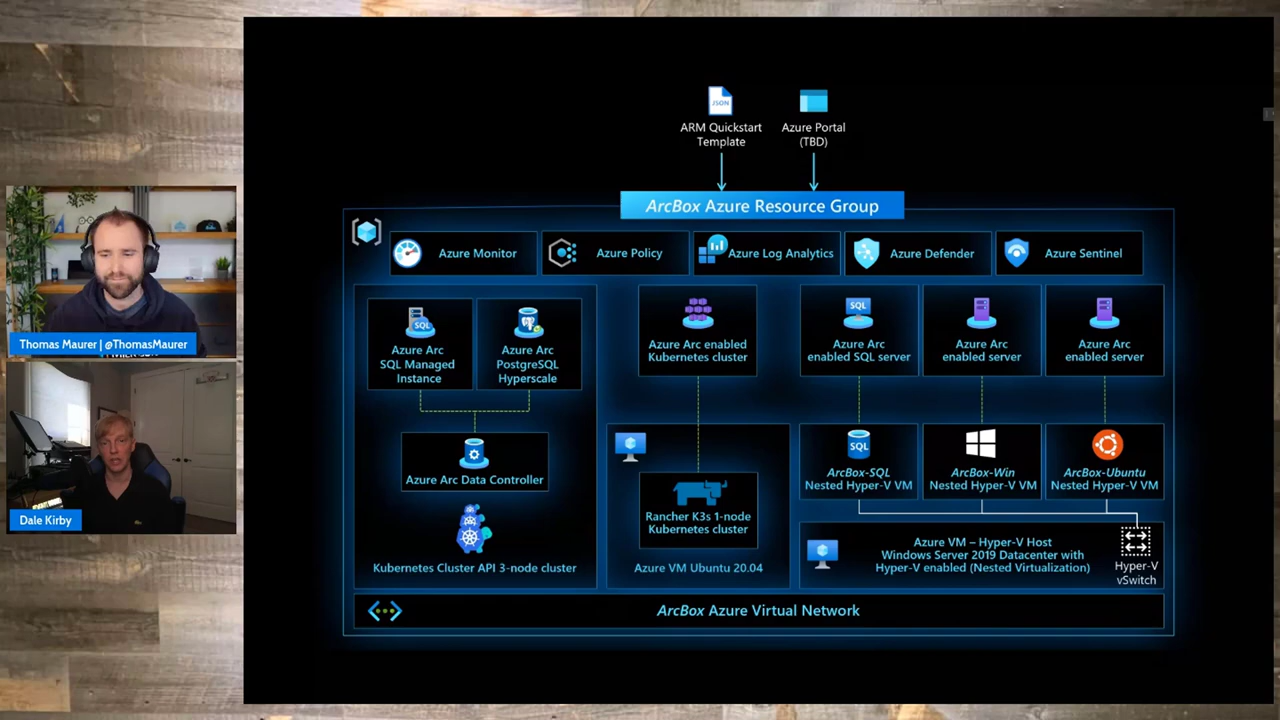 JSON
ARM Quickstart
Template
Azure Portal
(TBD)
ArcBox Azure Resource Group
Azure Monitor
Azure Policy
Azure Log Analytics
Azure Defender
Azure Sentinel
SQL
Azure Arc
SQL Managed
Instance
Azure Arc
PostgreSQL
Hyperscale
Azure Arc enabled
Kubernetes cluster
SQL
Azure Arc
enabled SQL server
Azure Arc
enabled server
Azure Arc
enabled server
Azure Arc Data Controller
Kubernetes Cluster API 3-node cluster
Rancher K3s 1-node
Kubernetes cluster
Azure VM Ubuntu 20.04
SQL
ArcBox-SQL
Nested Hyper-V VM
ArcBox-Win
Nested Hyper-V VM
ArcBox-Ubuntu
Nested Hyper-V VM
Azure VM – Hyper-V Host
Windows Server 2019 Datacenter with
Hyper-V enabled (Nested Virtualization)
Hyper-V
vSwitch
ArcBox Azure Virtual Network
Thomas Maurer | @ThomasMaurer
Dale Kirby